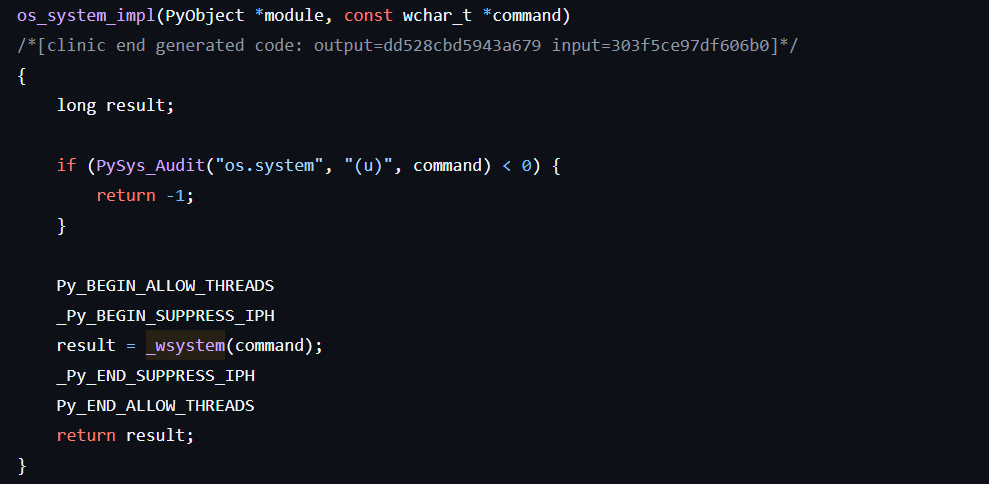 os_system_impl(PyObject *module, const wchar_t *command)
/*[clinic end generated code: output=dd528cbd5943a679 input=303f5ce97df606b0]*/
{
    long result;

    if (PySys_Audit("os.system", "(u)", command) < 0) {
        return -1;
    }

    Py_BEGIN_ALLOW_THREADS
    _Py_BEGIN_SUPPRESS_IPH
    result = _wsystem(command);
    _Py_END_SUPPRESS_IPH
    Py_END_ALLOW_THREADS
    return result;
}